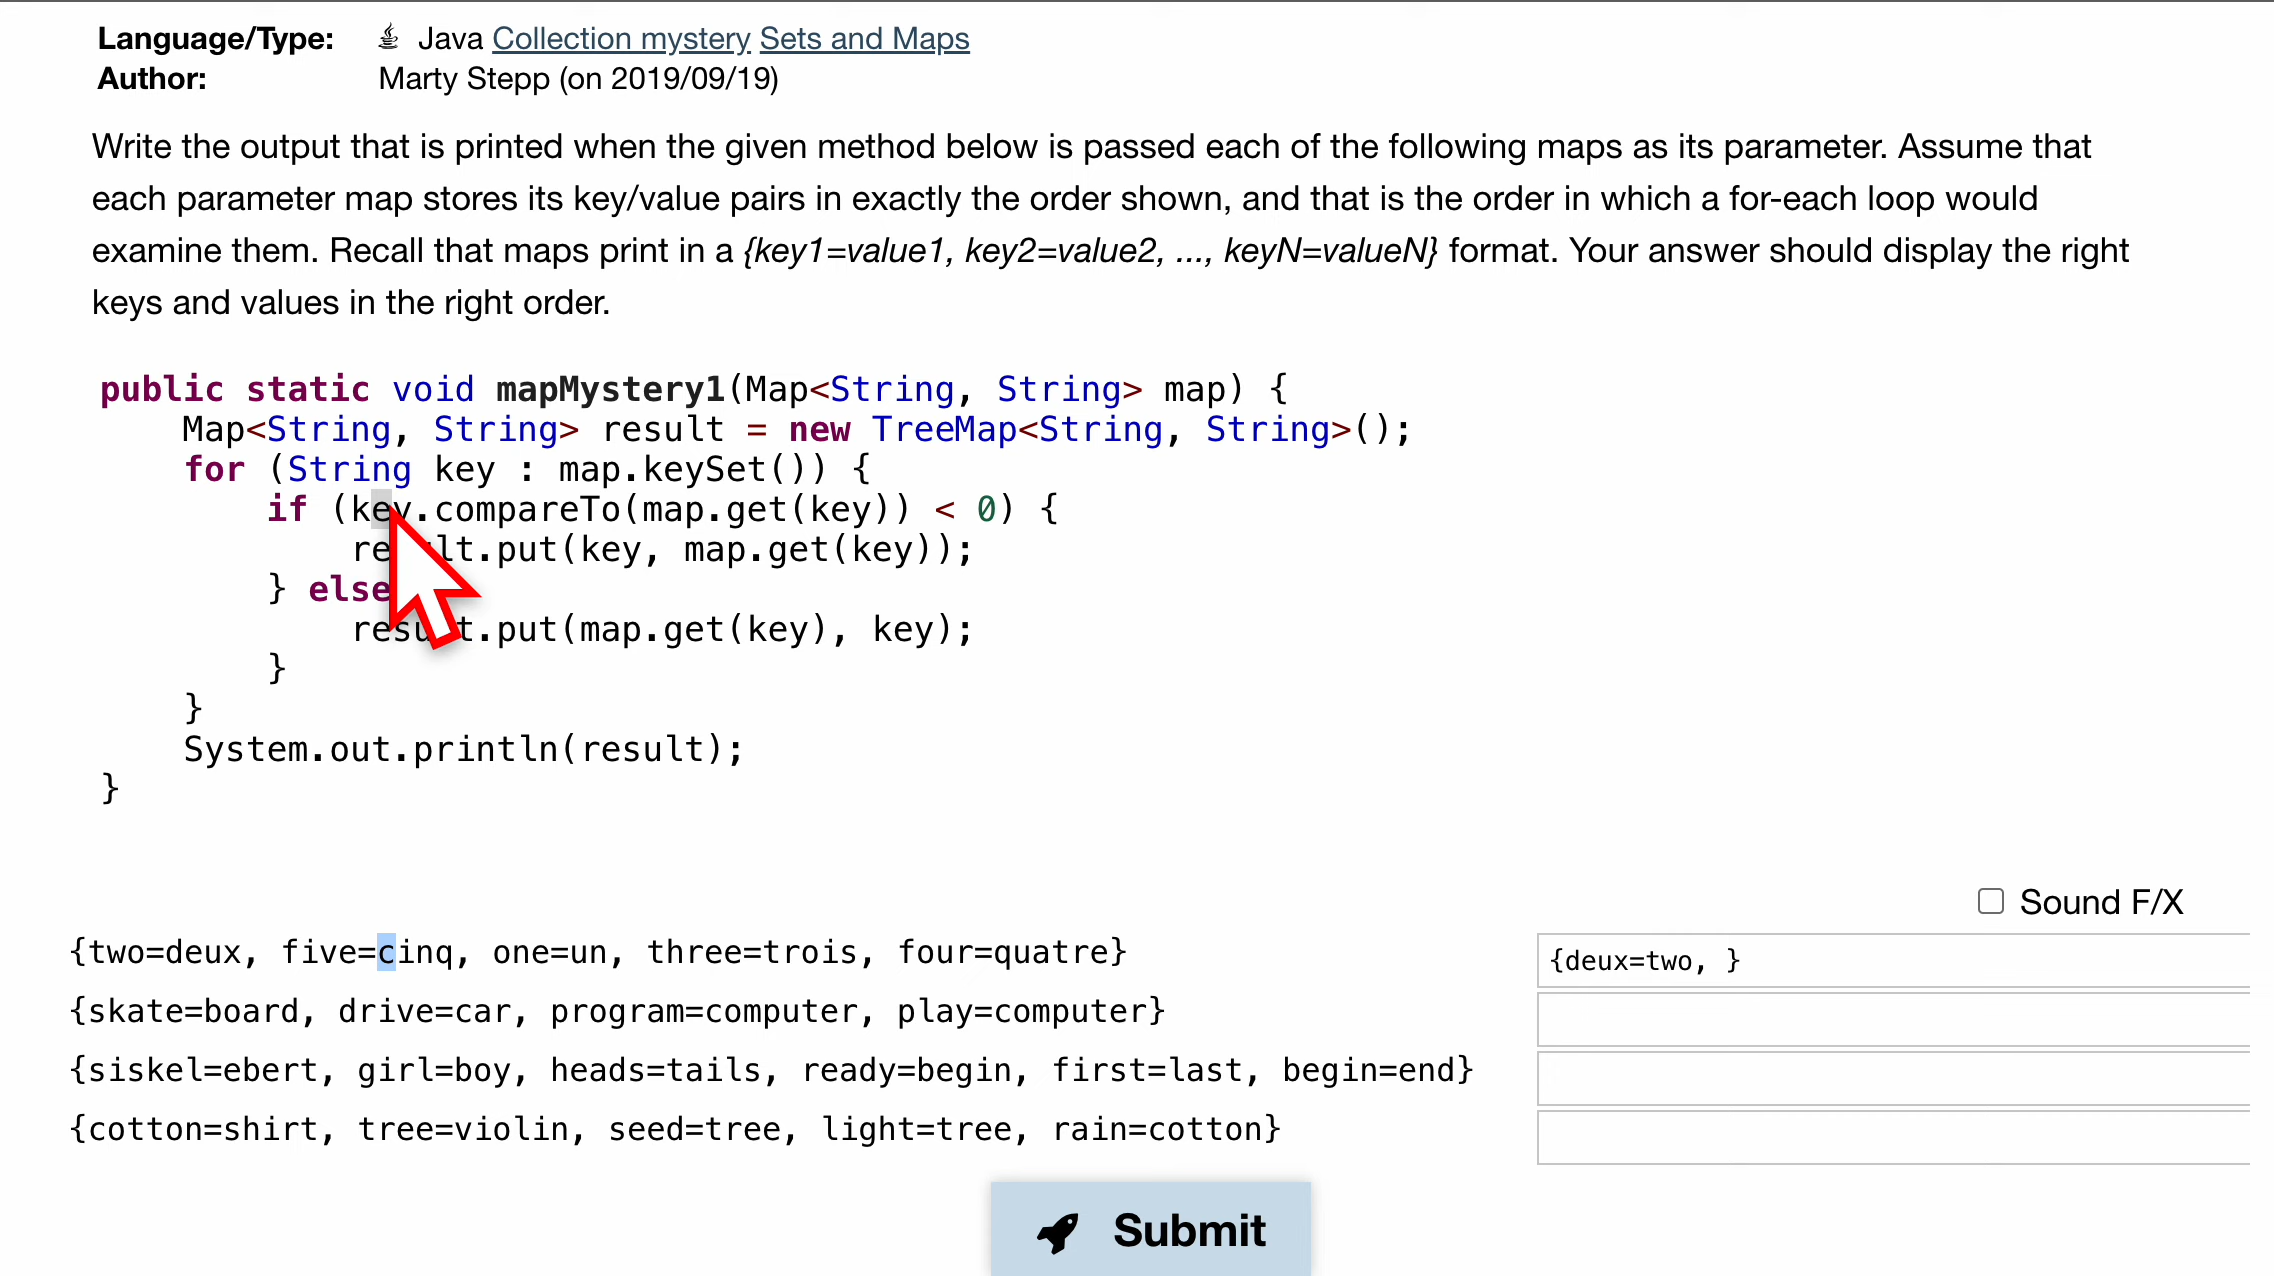 Language/Type: Java Collection mystery Sets and Maps
Author: Marty Stepp (on 2019/09/19)
Write the output that is printed when the given method below is passed each of the following maps as its parameter. Assume that
each parameter map stores its key/value pairs in exactly the order shown, and that is the order in which a for-each loop would
examine them. Recall that maps print in a {key1=value1, key2=value2, ..., keyN=valueN} format. Your answer should display the right
keys and values in the right order.
public static void mapMystery1(Map<String, String> map) {
    Map<String, String> result = new TreeMap<String, String>();
    for (String key : map.keySet()) {
        if (key.compareTo(map.get(key)) < 0) {
            result.put(key, map.get(key));
        } else
            result.put(map.get(key), key);
        }
    }
    System.out.println(result);
}
Sound F/X
{two=deux, five=cinq, one=un, three=trois, four=quatre} {deux=two, }
{skate=board, drive=car, program=computer, play=computer}
{siskel=ebert, girl=boy, heads=tails, ready=begin, first=last, begin=end}
{cotton=shirt, tree=violin, seed=tree, light=tree, rain=cotton}
Submit